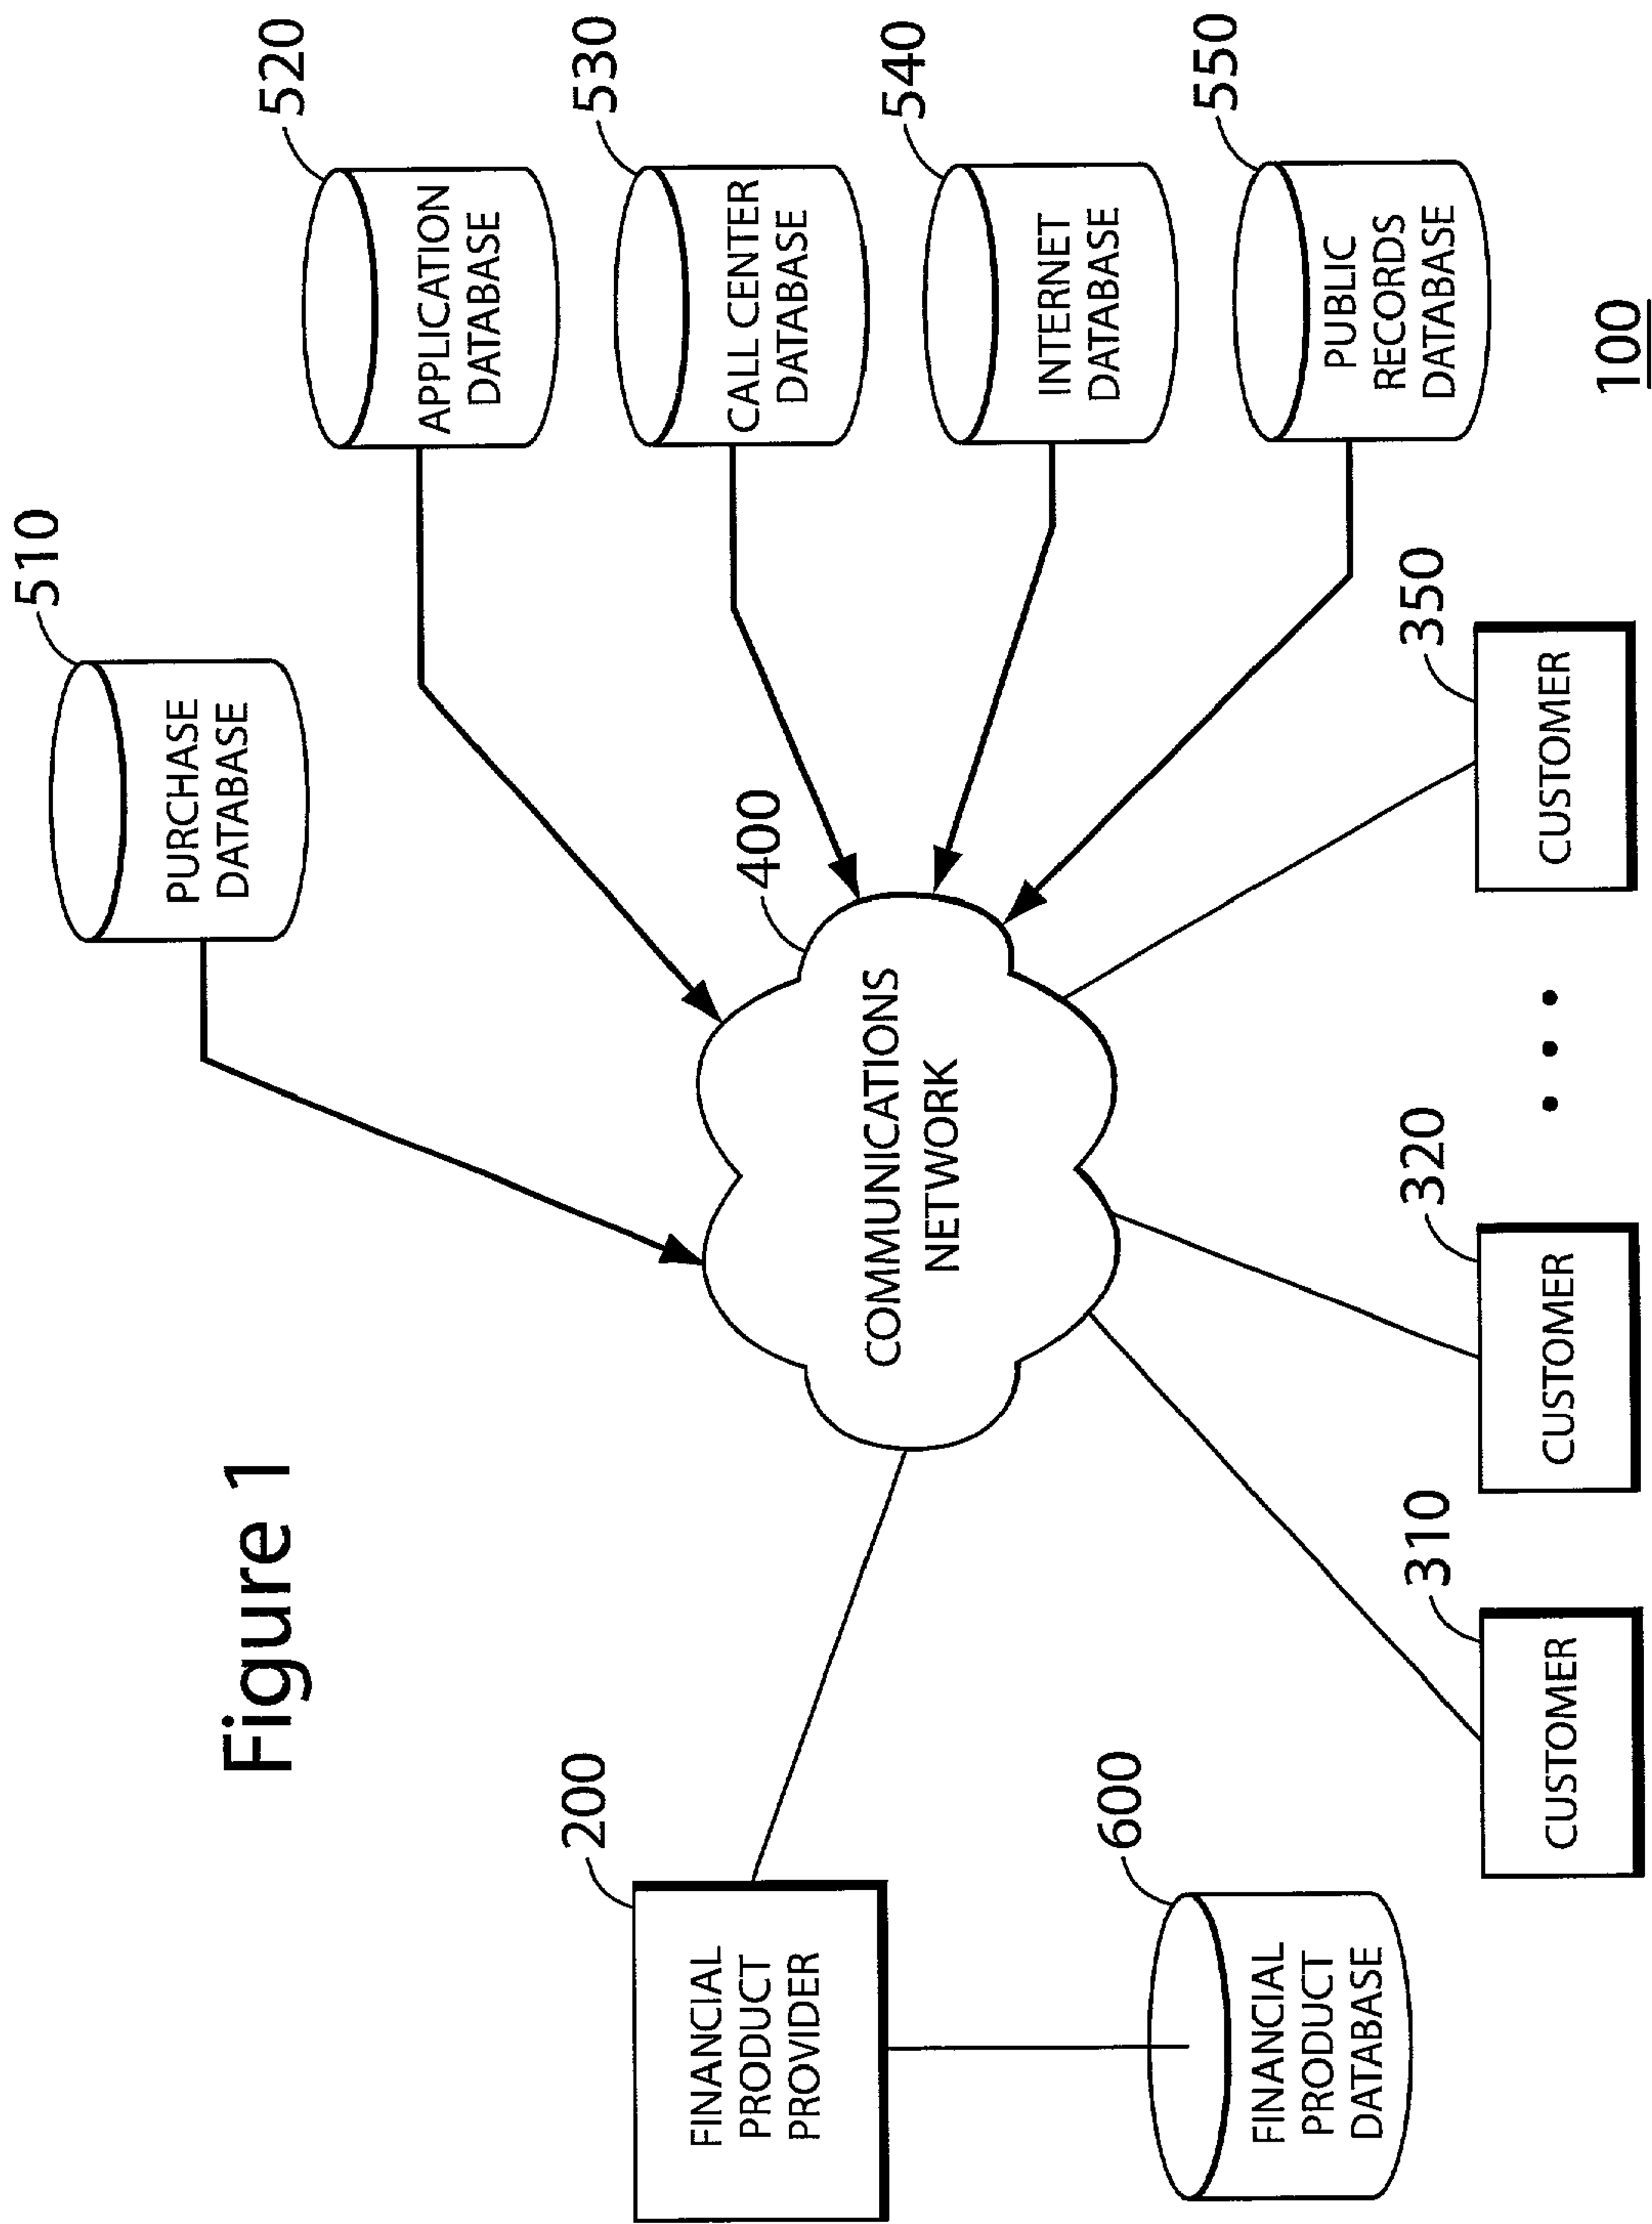 Figure 1
510
PURCHASE
DATABASE
520
APPLICATION
DATABASE
530
CALL CENTER
DATABASE
540
INTERNET
DATABASE
550
PUBLIC
RECORDS
DATABASE
400
COMMUNICATIONS
NETWORK
200
FINANCIAL
PRODUCT
PROVIDER
600
FINANCIAL
PRODUCT
DATABASE
310
CUSTOMER
320
CUSTOMER
350
CUSTOMER
100